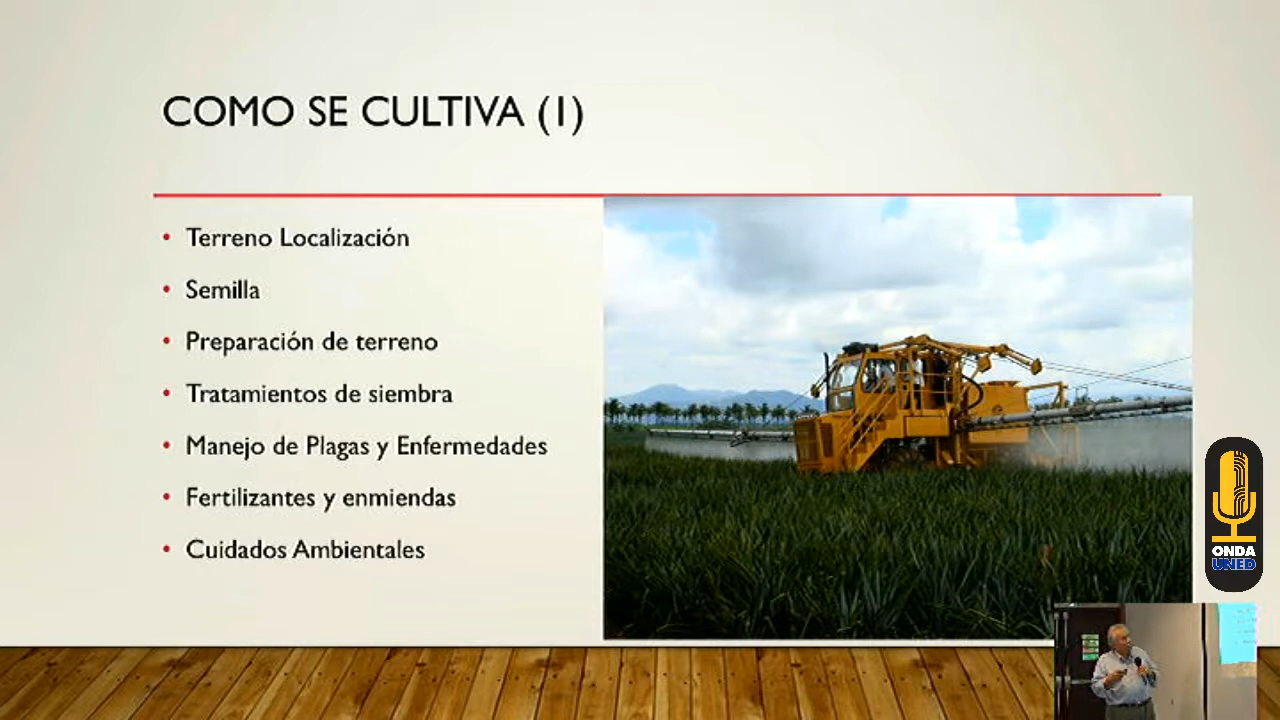 COMO SE CULTIVA (1)
Terreno Localización
Semilla
Preparación de terreno
Tratamientos de siembra
Manejo de Plagas y Enfermedades
Fertilizantes y enmiendas
Cuidados Ambientales
ONDA
UNED